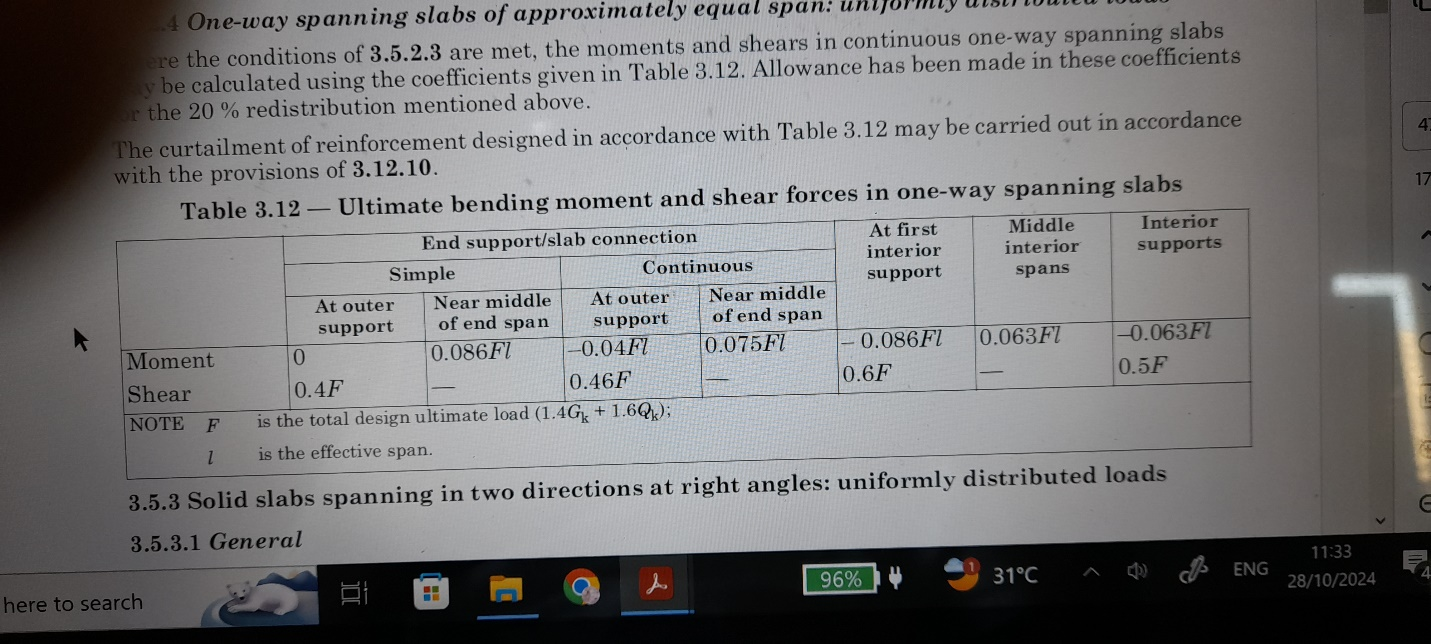 .4 One-way spanning slabs of approximately equal span: uniformly distributed loads
re the conditions of 3.5.2.3 are met, the moments and shears in continuous one-way spanning slabs
y be calculated using the coefficients given in Table 3.12. Allowance has been made in these coefficients
or the 20 % redistribution mentioned above.
The curtailment of reinforcement designed in accordance with Table 3.12 may be carried out in accordance
with the provisions of 3.12.10.
Table 3.12 — Ultimate bending moment and shear forces in one-way spanning slabs
End support/slab connection
At first interior support
Middle interior spans
Interior supports
Simple
Continuous
At outer support
Near middle of end span
At outer support
Near middle of end span
Moment 0 0.086Fl –0.04Fl 0.075Fl – 0.086Fl 0.063Fl –0.063Fl
Shear 0.4F — 0.46F — 0.6F — 0.5F
NOTE F is the total design ultimate load (1.4Gk + 1.6Qk);
l is the effective span.
3.5.3 Solid slabs spanning in two directions at right angles: uniformly distributed loads
3.5.3.1 General
here to search
96%
1
31°C
ENG
11:33
28/10/2024
4
17